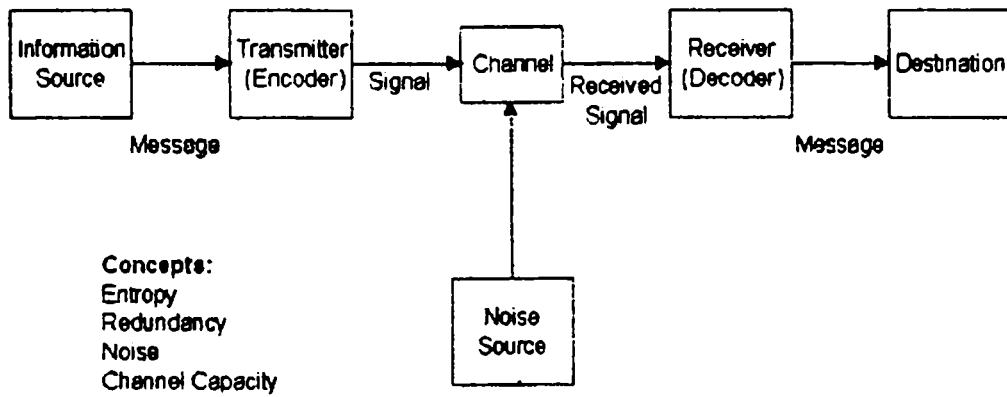 Information
Source
Transmitter
(Encoder)
Channel
Receiver
(Decoder)
Destination
Signal
Received
Signal
Message
Message
Concepts:
Entropy
Redundancy
Noise
Channel Capacity
Noise
Source